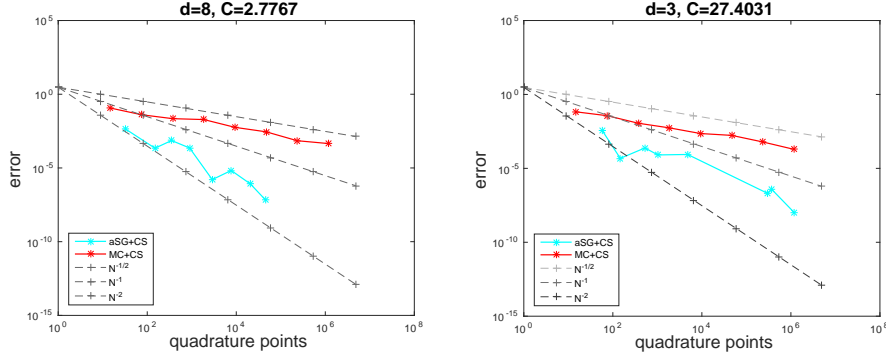 d=8, C=2.7767
error
10^5
10^0
10^-5
10^-10
10^-15
aSG+CS
MC+CS
N^-1/2
N^-1
N^-2
10^0
10^2
10^4
10^6
10^8
quadrature points
d=3, C=27.4031
error
10^5
10^0
10^-5
10^-10
10^-15
aSG+CS
MC+CS
N^-1/2
N^-1
N^-2
10^0
10^2
10^4
10^6
10^8
quadrature points